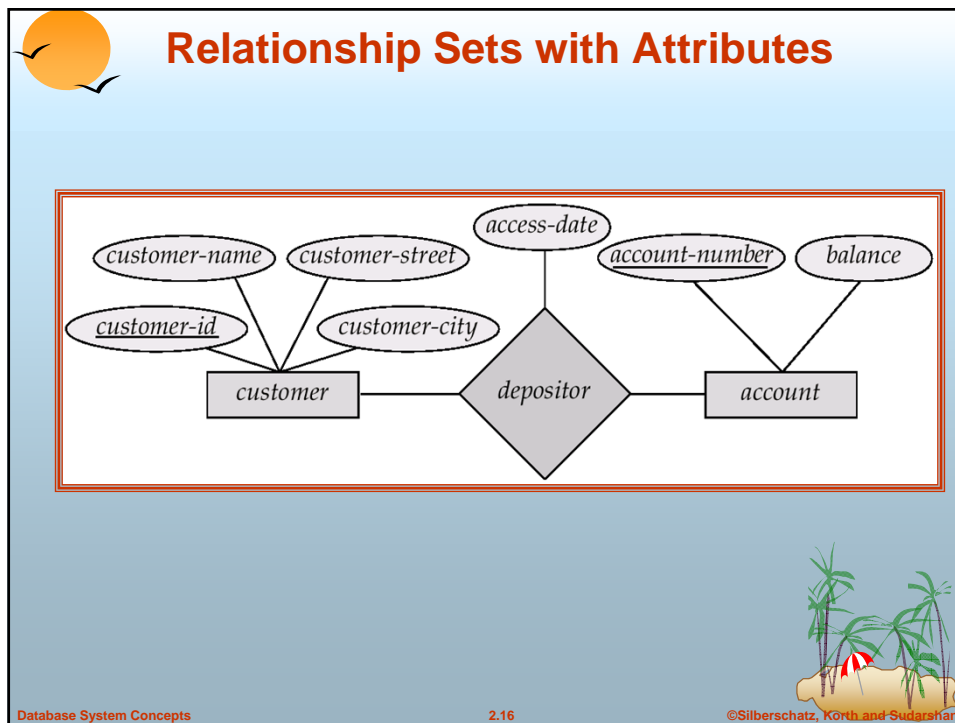 Relationship Sets with Attributes
access-date
customer-name customer-street account-number balance
customer-id customer-city
customer depositor account
Database System Concepts 2.16 ©Silberschatz, Korth and Sudarshan